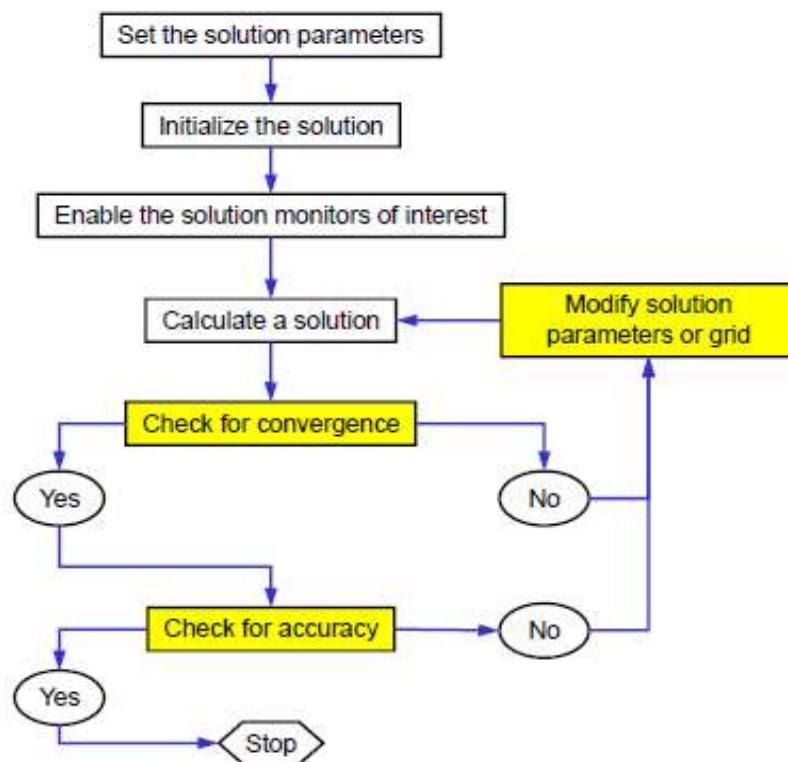 Set the solution parameters
Initialize the solution
Enable the solution monitors of interest
Modify solution
parameters or grid
Calculate a solution
Check for convergence
Yes
No
Check for accuracy
No
Yes
Stop